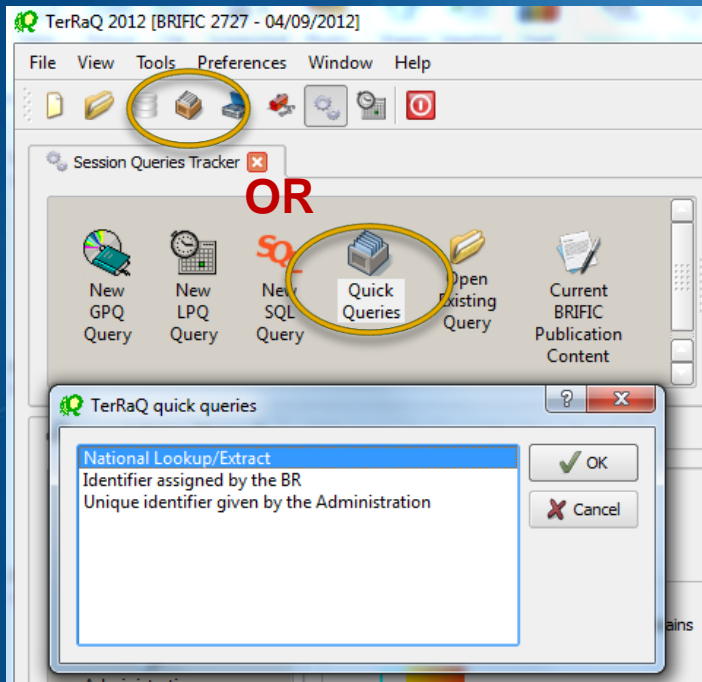 TerRaQ 2012 [BRIFIC 2727 - 04/09/2012]
File View Tools Preferences Window Help
Session Queries Tracker
OR
New GPQ Query
New LPQ Query
New SQL Query
Quick Queries
Open Existing Query
Current BRIFIC Publication Content
TerRaQ quick queries
National Lookup/Extract
Identifier assigned by the BR
Unique identifier given by the Administration
OK
Cancel
ains